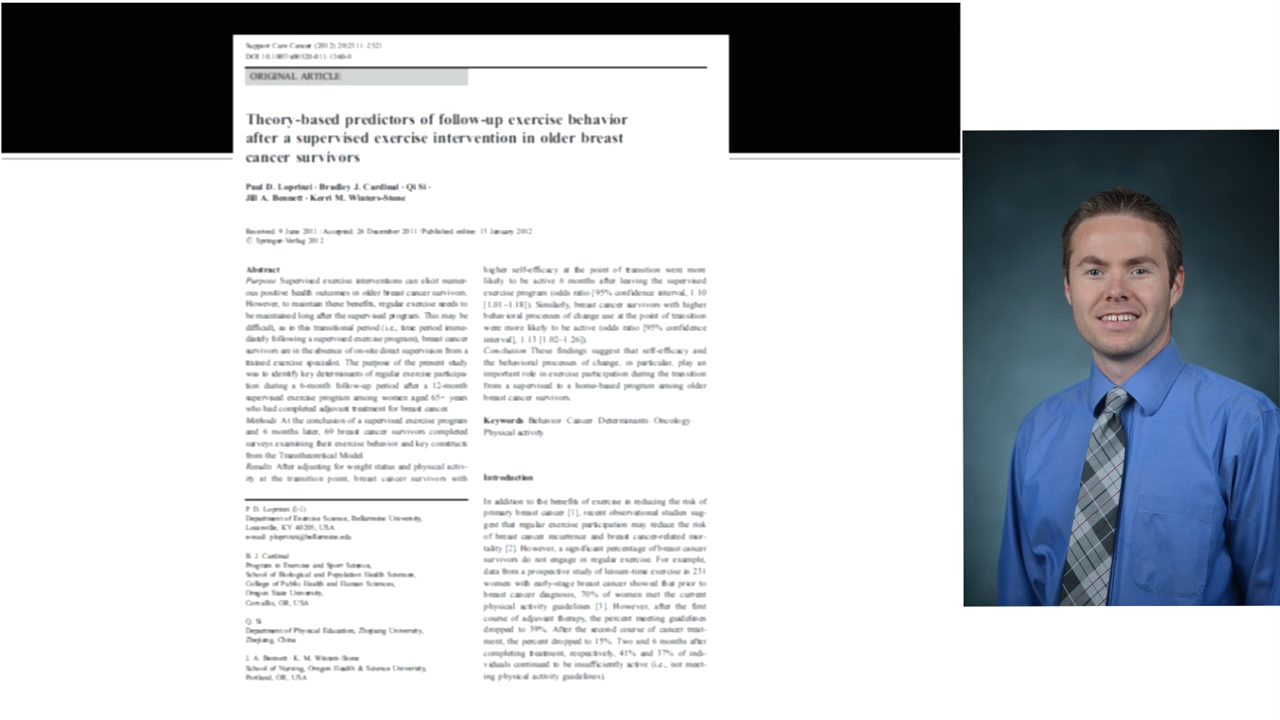 Support Care Cancer (2012) 20:2511–2521
ORIGINAL ARTICLE
Theory-based predictors of follow-up exercise behavior
after a supervised exercise intervention in older breast
cancer survivors
Paul D. Loprinzi · Bradley J. Cardinal · Qi Si ·
Jill A. Bennett · Kerri M. Winters-Stone
Received: 9 June 2011 / Accepted: 26 December 2011 / Published online: 15 January 2012
© Springer-Verlag 2012
Abstract
Purpose Supervised exercise interventions can elicit numer-
ous positive health outcomes in older breast cancer survivors.
However, to maintain these benefits, regular exercise needs to
be maintained long after the supervised program. This may be
difficult, as in this transitional period (i.e., time period imme-
diately following a supervised exercise program), breast cancer
survivors are in the absence of on-site direct supervision from a
trained exercise specialist. The purpose of the present study
was to identify key determinants of regular exercise participa-
tion during a 6-month follow-up period after a 12-month
supervised exercise program among women aged 65+ years
who had completed adjuvant treatment for breast cancer.
Methods At the conclusion of a supervised exercise program
and 6 months later, 69 breast cancer survivors completed
surveys examining their exercise behavior and key constructs
from the Transtheoretical Model.
Results After adjusting for weight status and physical activ-
ity at the transition point, breast cancer survivors with
higher self-efficacy at the point of transition were more
likely to be active 6 months after leaving the supervised
exercise program (odds ratio [95% confidence interval, 1.10
[1.01–1.18]). Similarly, breast cancer survivors with higher
behavioral processes of change use at the point of transition
were more likely to be active (odds ratio [95% confidence
interval], 1.13 [1.02–1.26]).
Conclusion These findings suggest that self-efficacy and
the behavioral processes of change, in particular, play an
important role in exercise participation during the transition
from a supervised to a home-based program among older
breast cancer survivors.
Keywords Behavior Cancer Determinants Oncology
Physical activity
P. D. Loprinzi
Department of Exercise Science, Bellarmine University,
Louisville, KY 40205, USA
e-mail: ploprinzi@bellarmine.edu
B. J. Cardinal
Program in Exercise and Sport Science,
School of Biological and Population Health Sciences,
College of Public Health and Human Sciences,
Oregon State University,
Corvallis, OR, USA
Q. Si
Department of Physical Education, Zhejiang University,
Zhejiang, China
J. A. Bennett · K. M. Winters-Stone
School of Nursing, Oregon Health & Science University,
Portland, OR, USA
Introduction
In addition to the benefits of exercise in reducing the risk of
primary breast cancer [1], recent observational studies sug-
gest that regular exercise participation may reduce the risk
of breast cancer recurrence and breast cancer-related mor-
tality [2]. However, a significant percentage of breast cancer
survivors do not engage in regular exercise. For example,
data from a prospective study of leisure-time exercise in 231
women with early-stage breast cancer showed that prior to
breast cancer diagnosis, 70% of women met the current
physical activity guidelines [3]. However, after the first
course of adjuvant therapy, the percent meeting guidelines
dropped to 39%. After the second course of cancer treat-
ment, the percent dropped to 15%. Two and 6 months after
completing treatment, respectively, 41% and 37% of indi-
viduals continued to be insufficiently active (i.e., not meet-
ing physical activity guidelines).